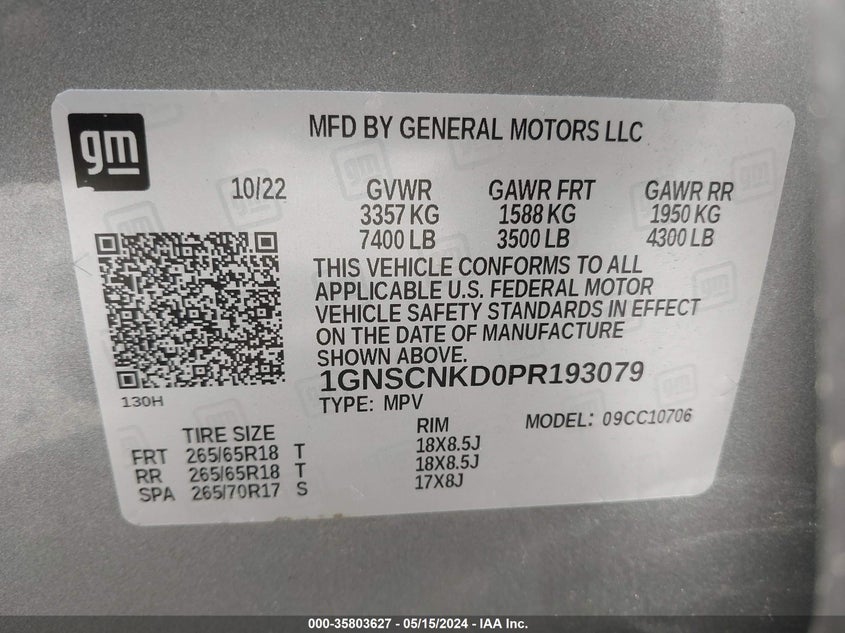 gm
MFD BY GENERAL MOTORS LLC
10/22 GVWR GAWR FRT GAWR RR
3357 KG 1588 KG 1950 KG
7400 LB 3500 LB 4300 LB
THIS VEHICLE CONFORMS TO ALL
APPLICABLE U.S. FEDERAL MOTOR
VEHICLE SAFETY STANDARDS IN EFFECT
ON THE DATE OF MANUFACTURE
SHOWN ABOVE.
1GNSCNKD0PR193079
130H
TYPE: MPV
MODEL: 09CC10706
TIRE SIZE RIM
FRT 265/65R18 T 18X8.5J
RR 265/65R18 T 18X8.5J
SPA 265/70R17 S 17X8J
000-35803627 - 05/15/2024 - IAA Inc.